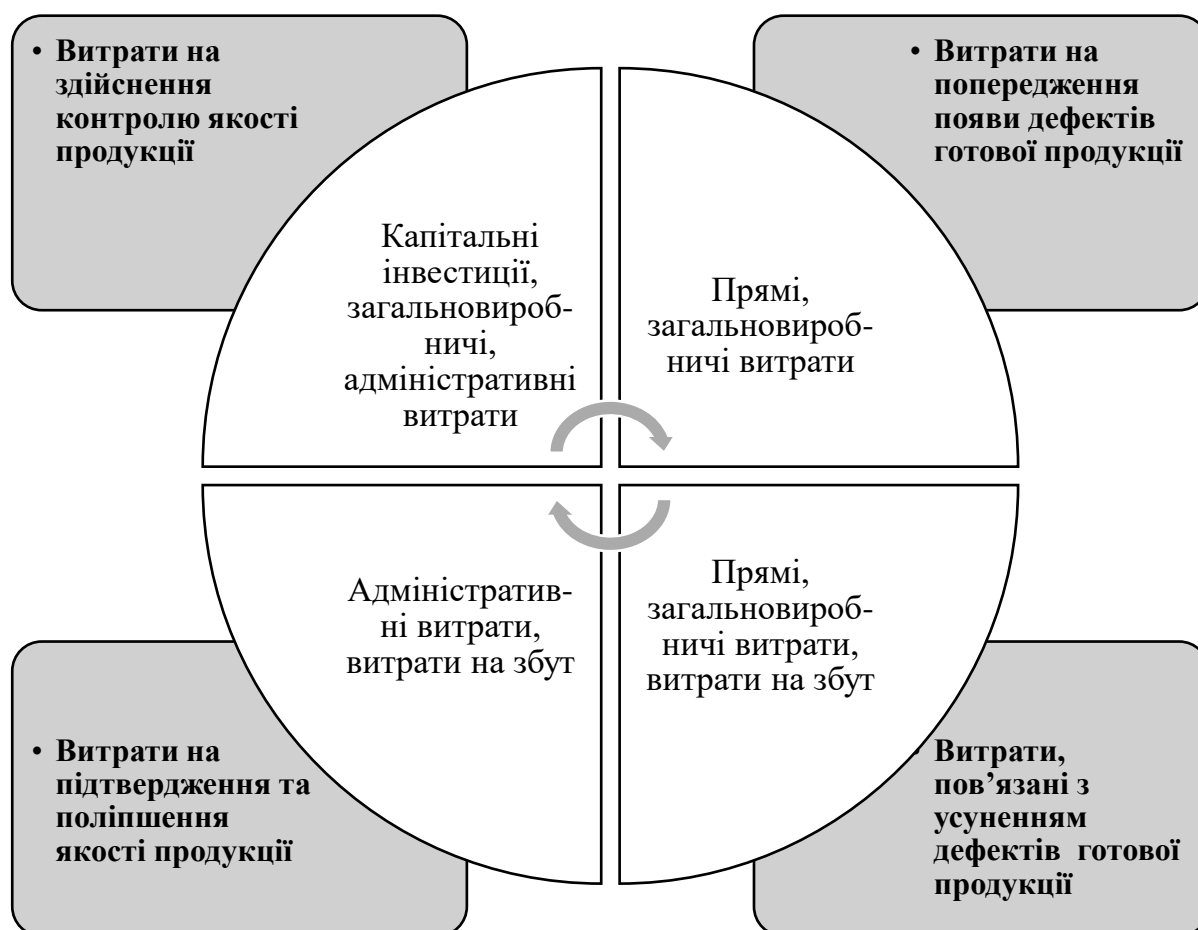 • Витрати на
здійснення
контролю якості
продукції
• Витрати на
попередження
появи дефектів
готової продукції
Капітальні
інвестиції,
загальновироб-
ничі,
адміністративні
витрати
Прямі,
загальновироб-
ничі витрати
Адміністратив-
ні витрати,
витрати на збут
Прямі,
загальновироб-
ничі витрати,
витрати на збут
• Витрати на
підтвердження та
поліпшення
якості продукції
• Витрати,
пов’язані з
усуненням
дефектів готової
продукції